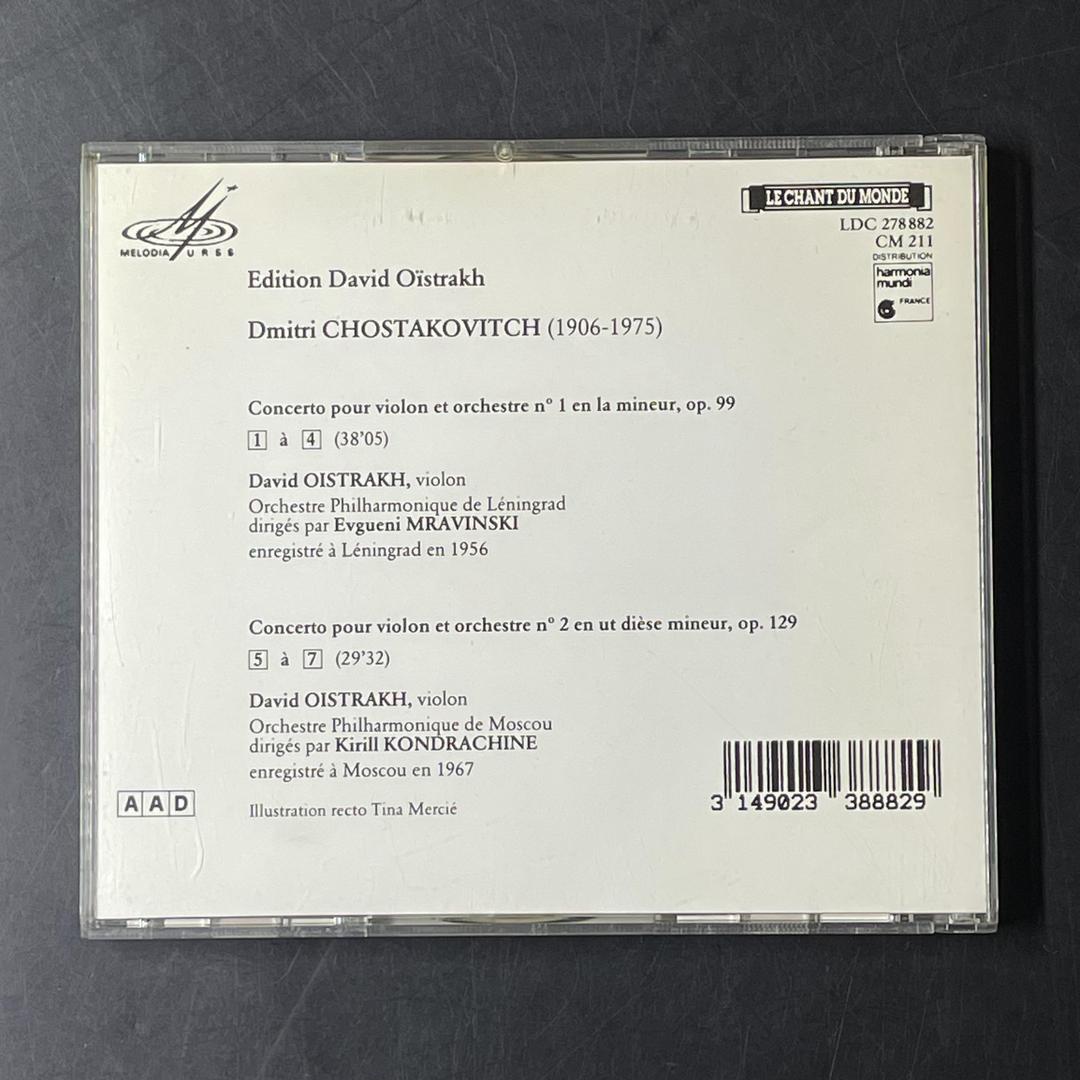 MELODIA URSS
LE CHANT DU MONDE
LDC 278882
CM 211
DISTRIBUTION
harmonia
mundi
FRANCE
Edition David Oïstrakh
Dmitri CHOSTAKOVITCH (1906-1975)
Concerto pour violon et orchestre nº 1 en la mineur, op. 99
1 à 4 (38'05)
David OISTRAKH, violon
Orchestre Philharmonique de Léningrad
dirigés par Evgueni MRAVINSKI
enregistré à Léningrad en 1956
Concerto pour violon et orchestre nº 2 en ut dièse mineur, op. 129
5 à 7 (29'32)
David OISTRAKH, violon
Orchestre Philharmonique de Moscou
dirigés par Kirill KONDRACHINE
enregistré à Moscou en 1967
AAD
Illustration recto Tina Mercié
3 149023 388829